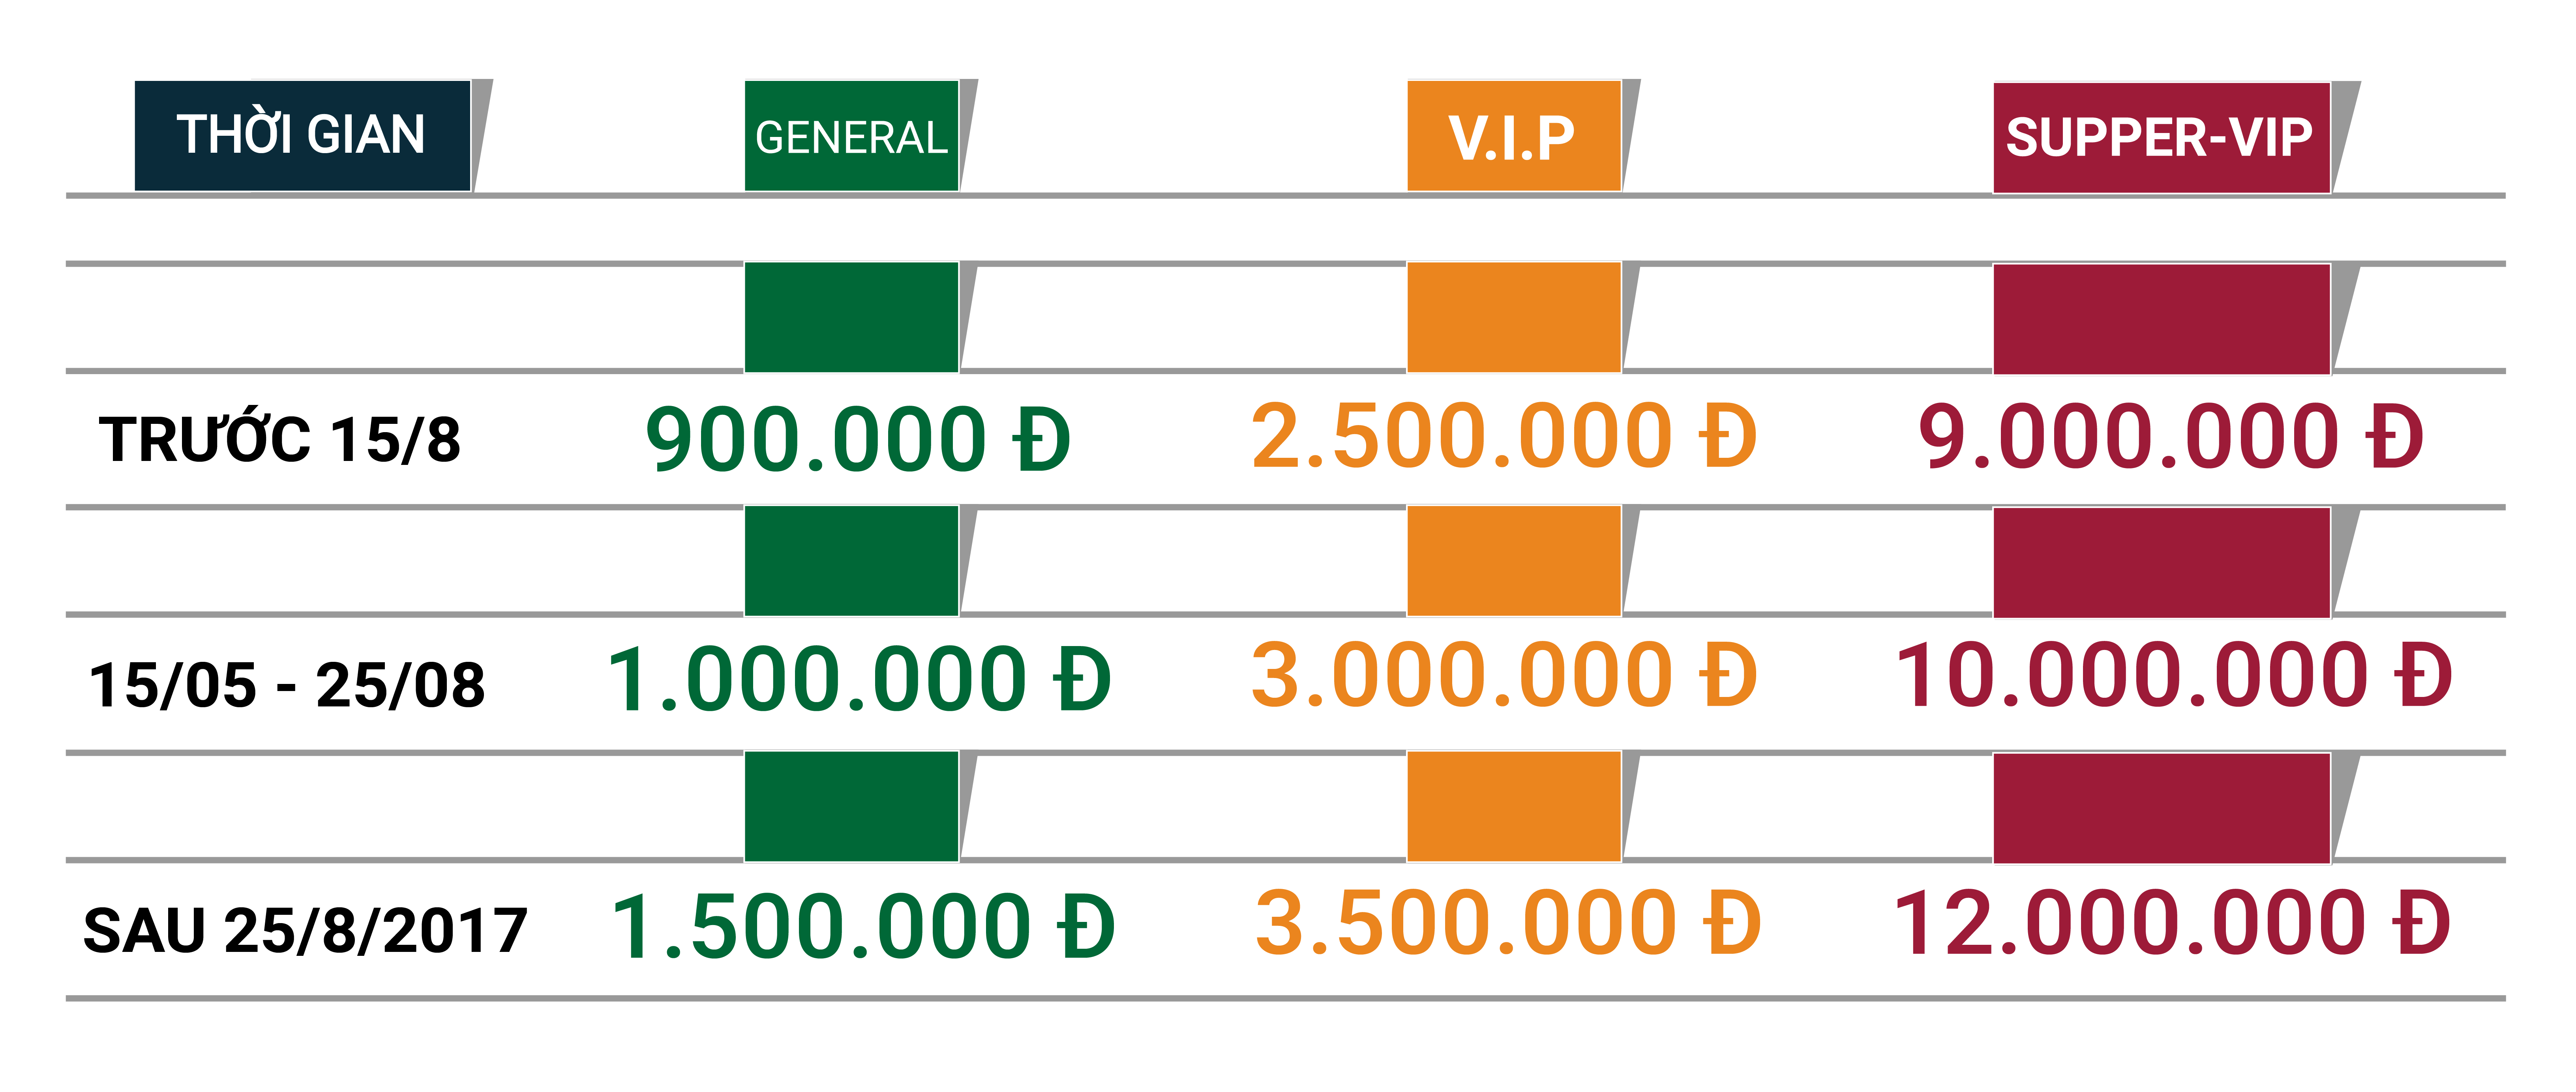 THỜI GIAN GENERAL V.I.P SUPPER-VIP
TRƯỚC 15/8 900.000 Đ 2.500.000 Đ 9.000.000 Đ
15/05 - 25/08 1.000.000 Đ 3.000.000 Đ 10.000.000 Đ
SAU 25/8/2017 1.500.000 Đ 3.500.000 Đ 12.000.000 Đ